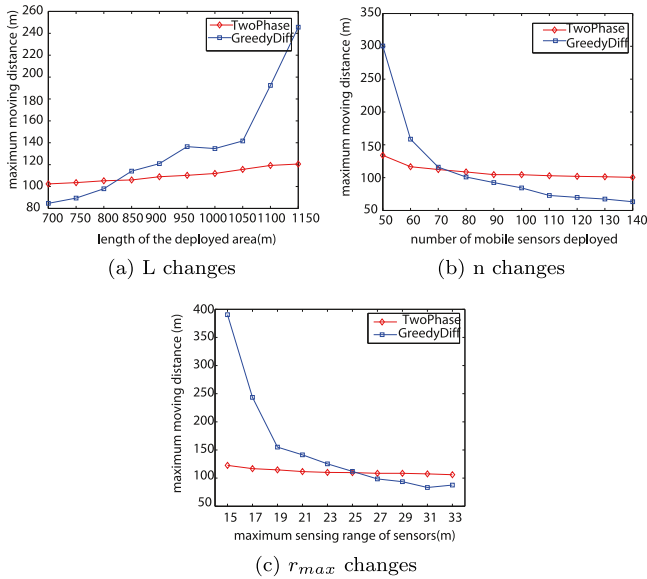 260
240
220
200
180
160
140
120
100
80
maximum moving distance (m)
TwoPhase
GreedyDiff
700 750 800 850 900 950 1000 1050 1100 1150
length of the deployed area(m)
(a) L changes
350
300
250
200
150
100
50
maximum moving distance (m)
TwoPhase
GreedyDiff
50 60 70 80 90 100 110 120 130 140
number of mobile sensors deployed
(b) n changes
400
350
300
250
200
150
100
50
maximum moving distance (m)
TwoPhase
GreedyDiff
15 17 19 21 23 25 27 29 31 33
maximum sensing range of sensors(m)
(c) r_max changes